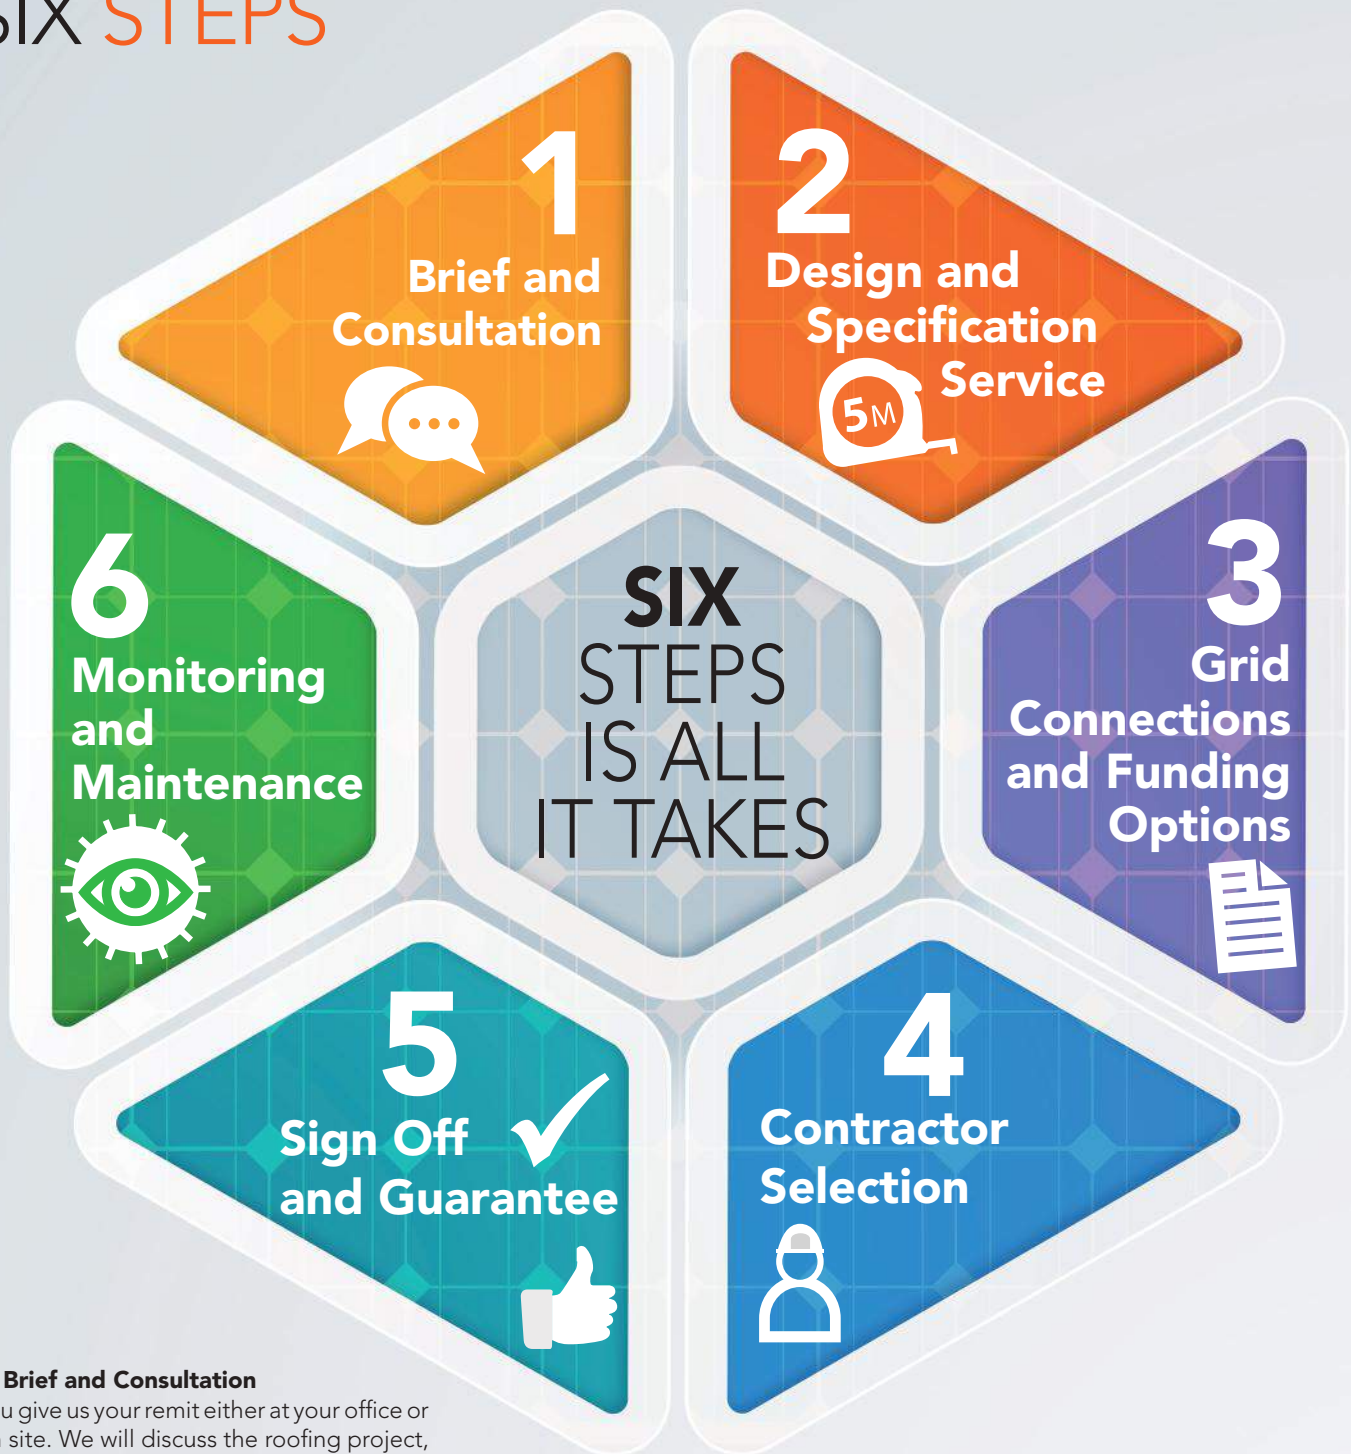 SIX STEPS
1
Brief and
Consultation
2
Design and
Specification
Service
5M
3
Grid
Connections
and Funding
Options
4
Contractor
Selection
5
Sign Off
and Guarantee
6
Monitoring
and
Maintenance
SIX
STEPS
IS ALL
IT TAKES
Brief and Consultation
u give us your remit either at your office or
site. We will discuss the roofing project,